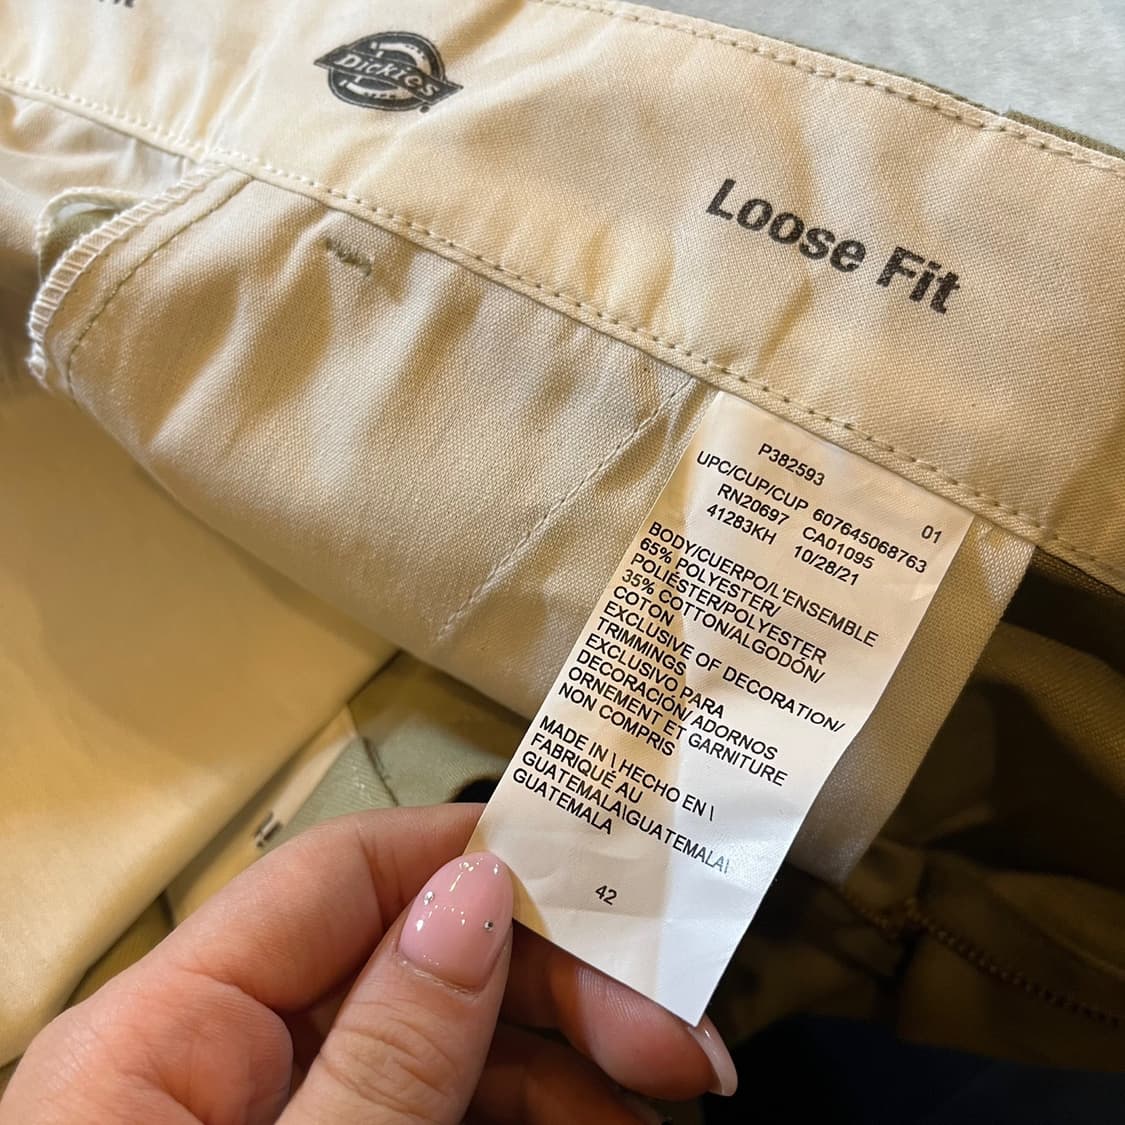 Dickies
Loose Fit
P382593
UPC/CUP/CUP 607645068763 01
RN20697 CA01095
41283KH 10/28/21
BODY/CUERPO/L'ENSEMBLE
65% POLYESTER/
POLIÉSTER/POLYESTER
35% COTTON/ALGODÓN/
COTON
EXCLUSIVE OF DECORATION/
TRIMMINGS
EXCLUSIVO PARA
DECORACIÓN/ ADORNOS
ORNEMENT ET GARNITURE
NON COMPRIS
MADE IN \ HECHO EN \
FABRIQUÉ AU
GUATEMALA\GUATEMALA\
GUATEMALA
42